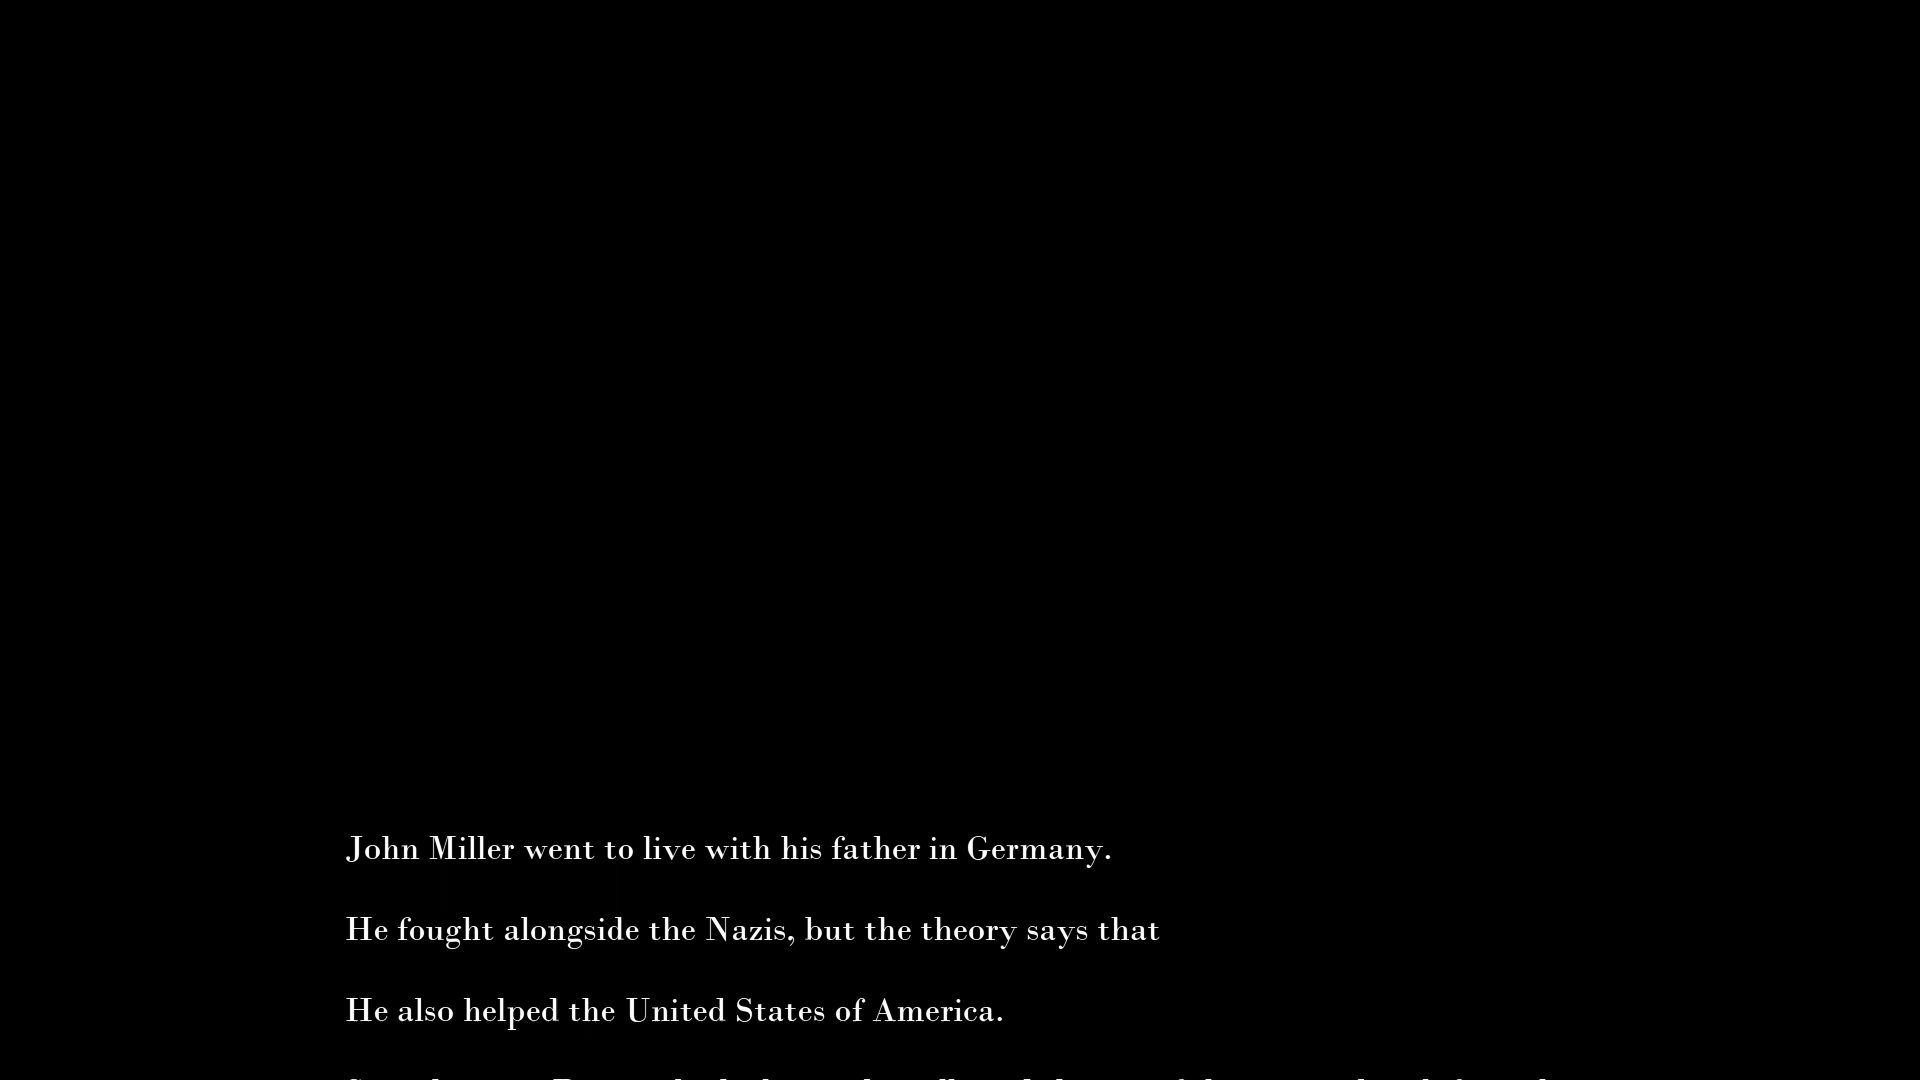 John Miller went to live with his father in Germany.
He fought alongside the Nazis, but the theory says that
He also helped the United States of America.